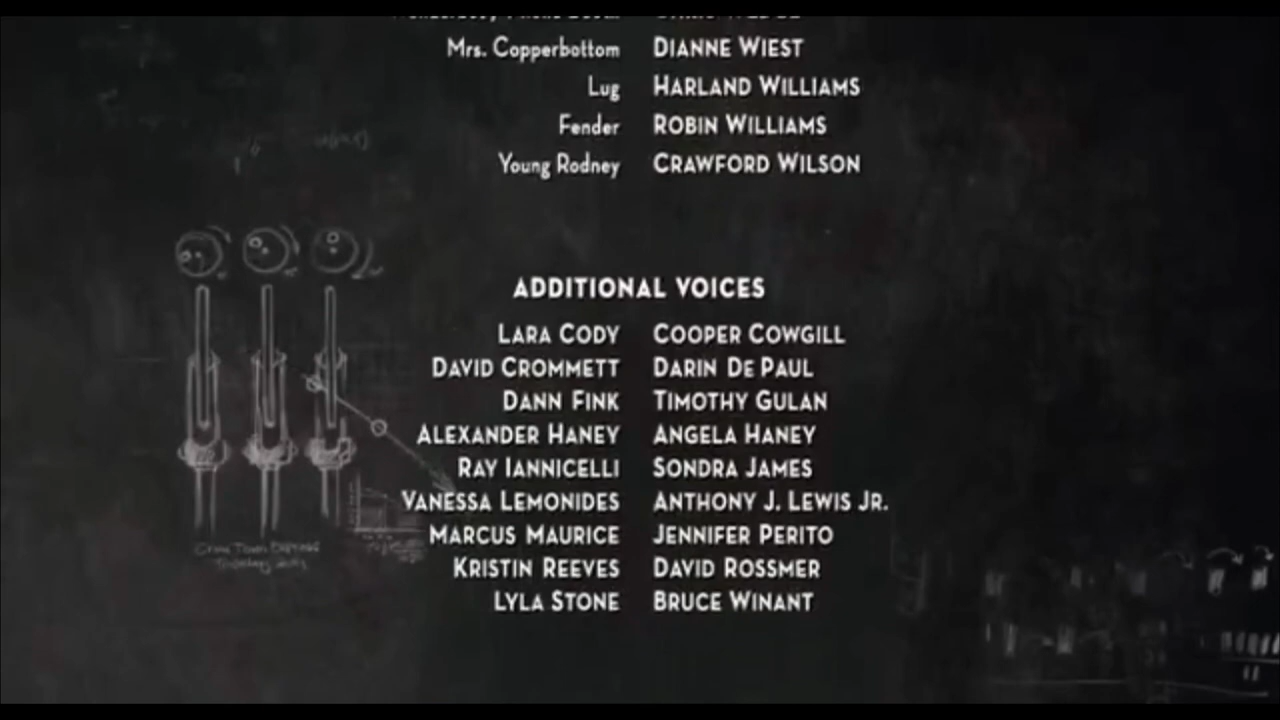 Mrs. Copperbottom DIANNE WIEST
Lug HARLAND WILLIAMS
Fender ROBIN WILLIAMS
Young Rodney CRAWFORD WILSON
ADDITIONAL VOICES
LARA CODY COOPER COWGILL
DAVID CROMMETT DARIN DE PAUL
DANN FINK TIMOTHY GULAN
ALEXANDER HANEY ANGELA HANEY
RAY IANNICELLI SONDRA JAMES
VANESSA LEMONIDES ANTHONY J. LEWIS JR.
MARCUS MAURICE JENNIFER PERITO
KRISTIN REEVES DAVID ROSSMER
LYLA STONE BRUCE WINANT